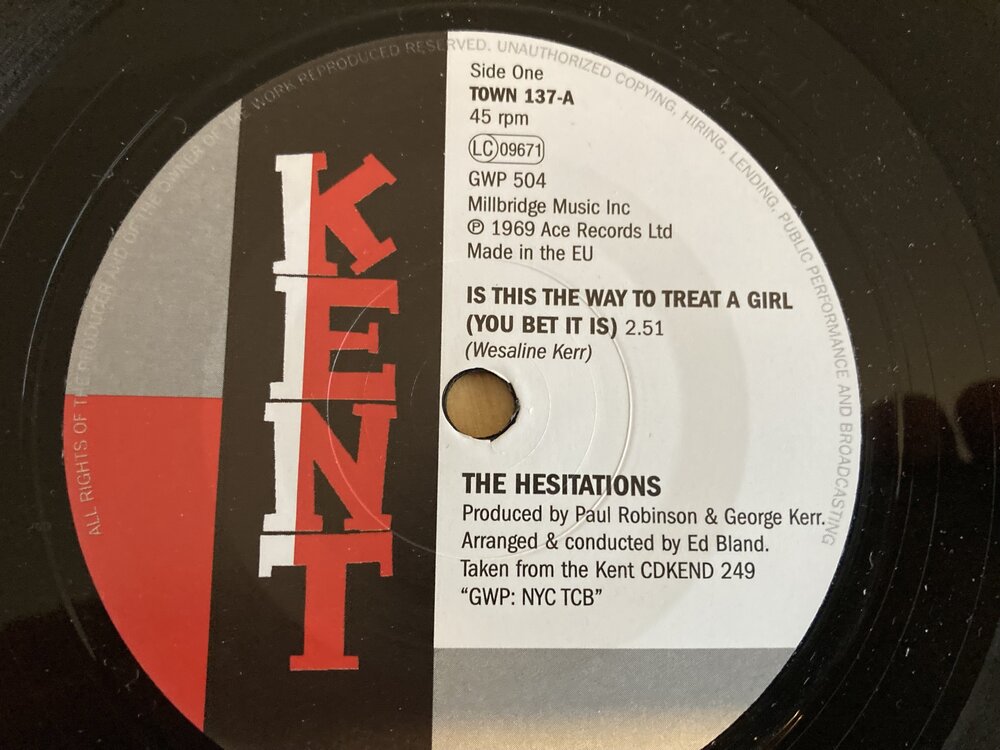 ALL RIGHTS OF THE PRODUCER AND OF THE OWNER OF THE WORK REPRODUCED RESERVED. UNAUTHORIZED COPYING, HIRING, LENDING, PUBLIC PERFORMANCE AND BROADCASTING
KENT
Side One
TOWN 137-A
45 rpm
LC 09671
GWP 504
Millbridge Music Inc
℗ 1969 Ace Records Ltd
Made in the EU
IS THIS THE WAY TO TREAT A GIRL
(YOU BET IT IS) 2.51
(Wesaline Kerr)
THE HESITATIONS
Produced by Paul Robinson & George Kerr.
Arranged & conducted by Ed Bland.
Taken from the Kent CDKEND 249
“GWP: NYC TCB”